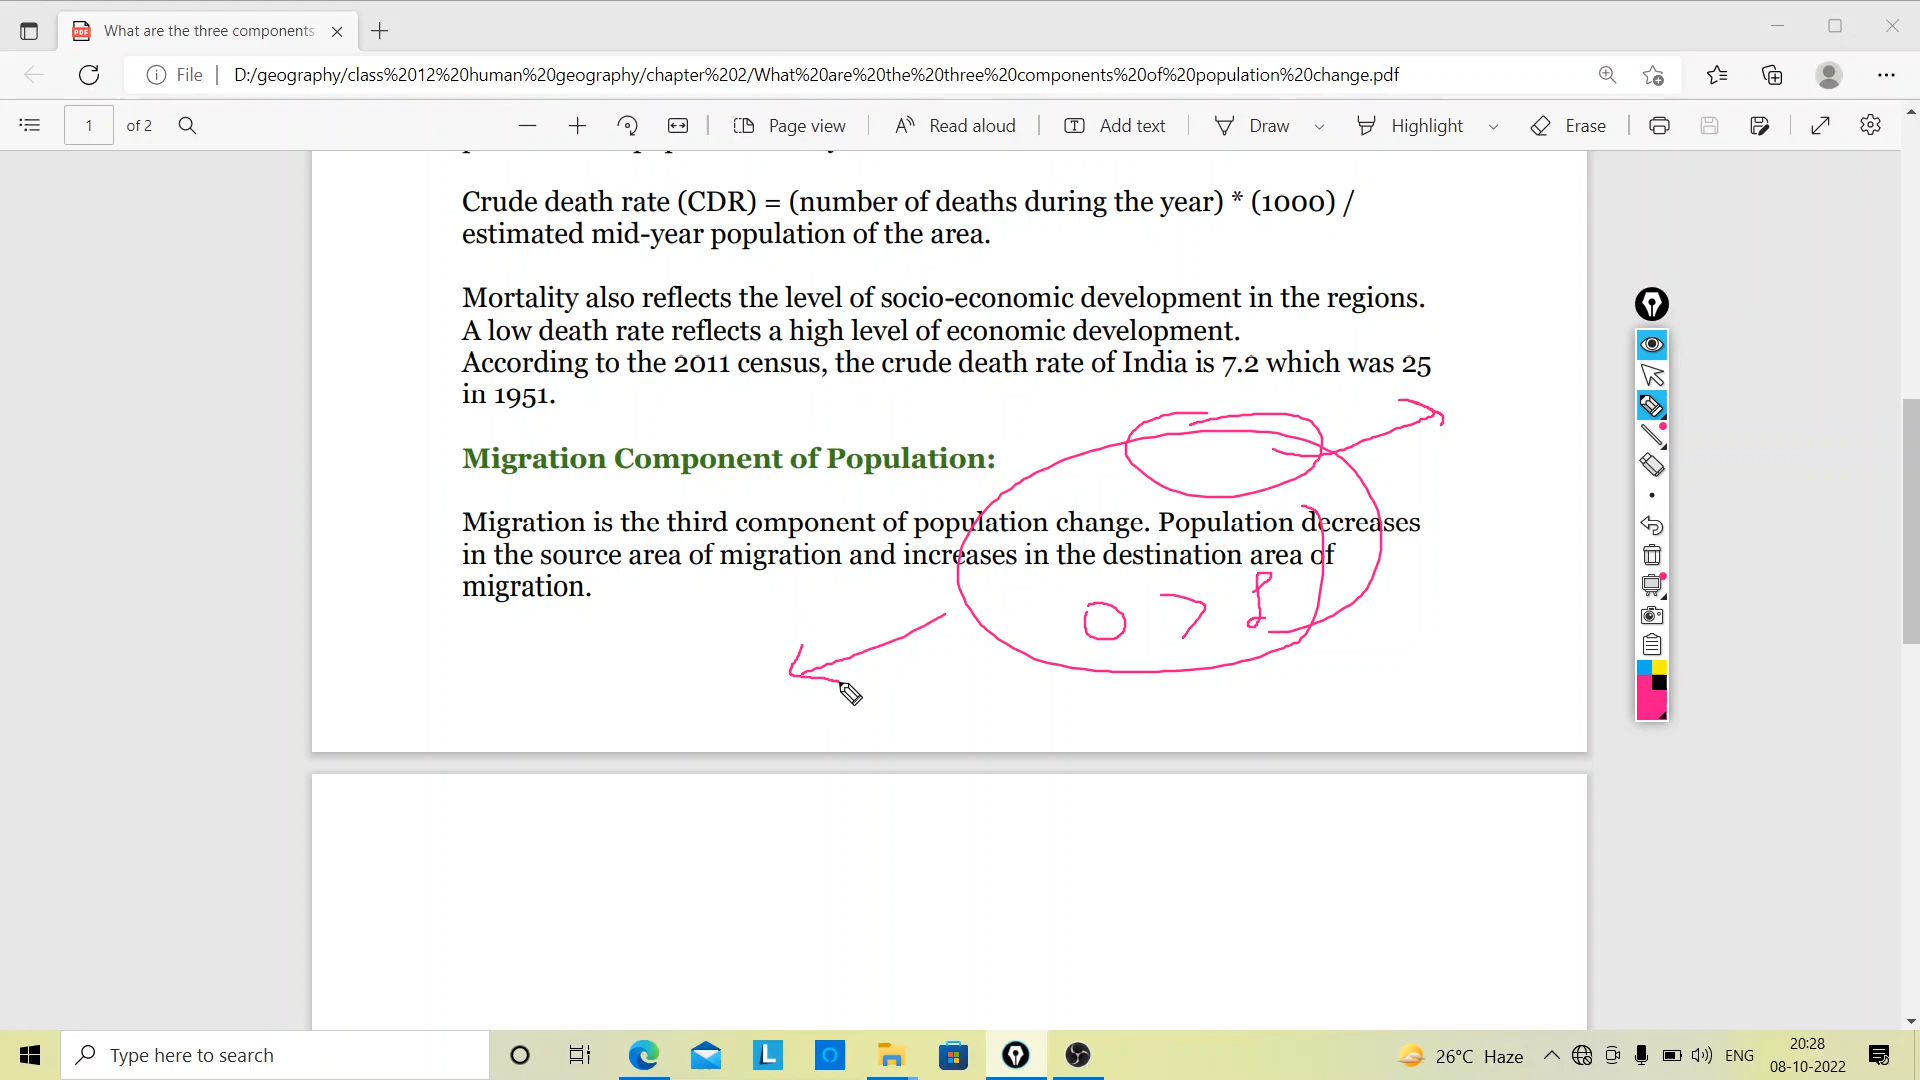 What are the three components
File
D:/geography/class%2012%20human%20geography/chapter%202/What%20are%20the%20three%20components%20of%20population%20change.pdf
1 of 2
Page view
Read aloud
Add text
Draw
Highlight
Erase
Crude death rate (CDR) = (number of deaths during the year) * (1000) /
estimated mid-year population of the area.
Mortality also reflects the level of socio-economic development in the regions.
A low death rate reflects a high level of economic development.
According to the 2011 census, the crude death rate of India is 7.2 which was 25
in 1951.
Migration Component of Population:
Migration is the third component of population change. Population decreases
in the source area of migration and increases in the destination area of
migration.
O > I
Type here to search
26°C Haze
ENG
20:28
08-10-2022